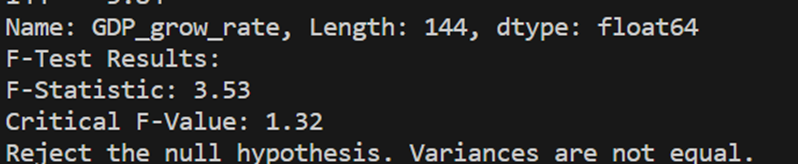 Name: GDP_grow_rate, Length: 144, dtype: float64
F-Test Results:
F-Statistic: 3.53
Critical F-Value: 1.32
Reject the null hypothesis. Variances are not equal.